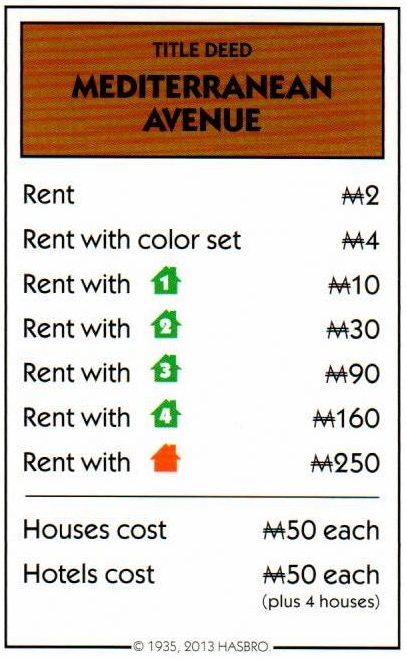 TITLE DEED
MEDITERRANEAN
AVENUE
Rent ₩2
Rent with color set ₩4
Rent with 1 ₩10
Rent with 2 ₩30
Rent with 3 ₩90
Rent with 4 ₩160
Rent with ₩250
Houses cost ₩50 each
Hotels cost ₩50 each
(plus 4 houses)
© 1935, 2013 HASBRO.